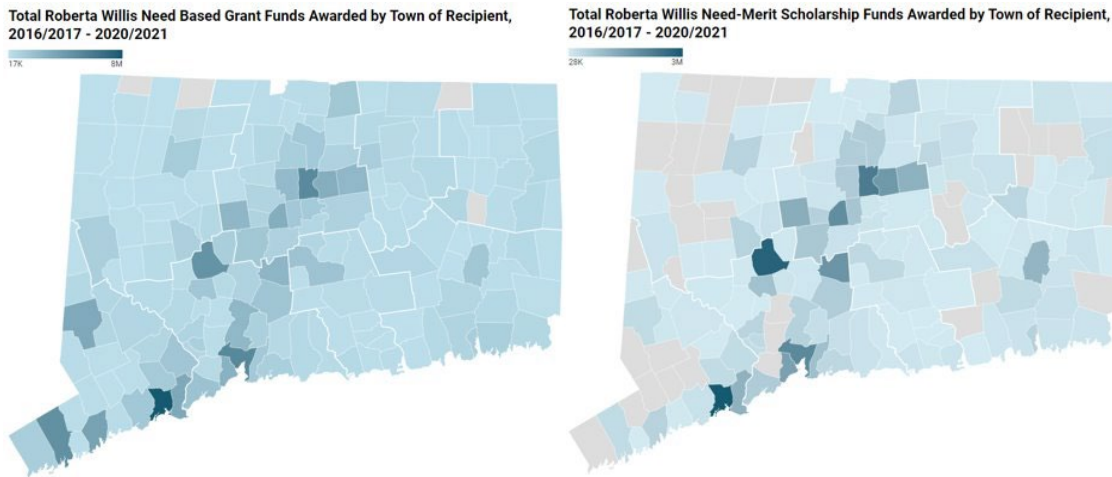 Total Roberta Willis Need Based Grant Funds Awarded by Town of Recipient,
2016/2017 - 2020/2021
17K 8M
Total Roberta Willis Need-Merit Scholarship Funds Awarded by Town of Recipient,
2016/2017 - 2020/2021
28K 3M